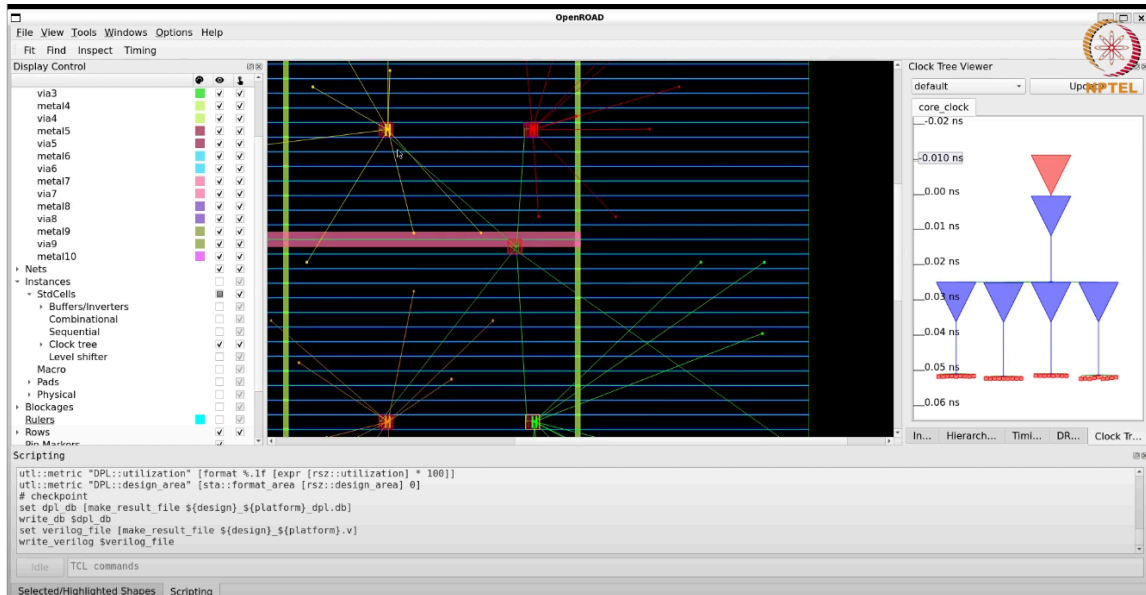 OpenROAD
File View Tools Windows Options Help
Fit Find Inspect Timing
Display Control
via3
metal4
via4
metal5
via5
metal6
via6
metal7
via7
metal8
via8
metal9
via9
metal10
Nets
Instances
StdCells
Buffers/Inverters
Combinational
Sequential
Clock tree
Level shifter
Macro
Pads
Physical
Blockages
Rulers
Rows
Pin Markers
Clock Tree Viewer
default
NPTEL
core_clock
-0.02 ns
-0.010 ns
0.00 ns
0.01 ns
0.02 ns
0.03 ns
0.04 ns
0.05 ns
0.06 ns
In... Hierarch... Timi... DR... Clock Tr...
Scripting
utl::metric "DPL::utilization" [format %.1f [expr [rsz::utilization] * 100]]
utl::metric "DPL::design_area" [sta::format_area [rsz::design_area] 0]
# checkpoint
set dpl_db [make_result_file ${design}_${platform}_dpl.db]
write_db $dpl_db
set verilog_file [make_result_file ${design}_${platform}.v]
write_verilog $verilog_file
Idle TCL commands
Selected/Highlighted Shapes Scripting